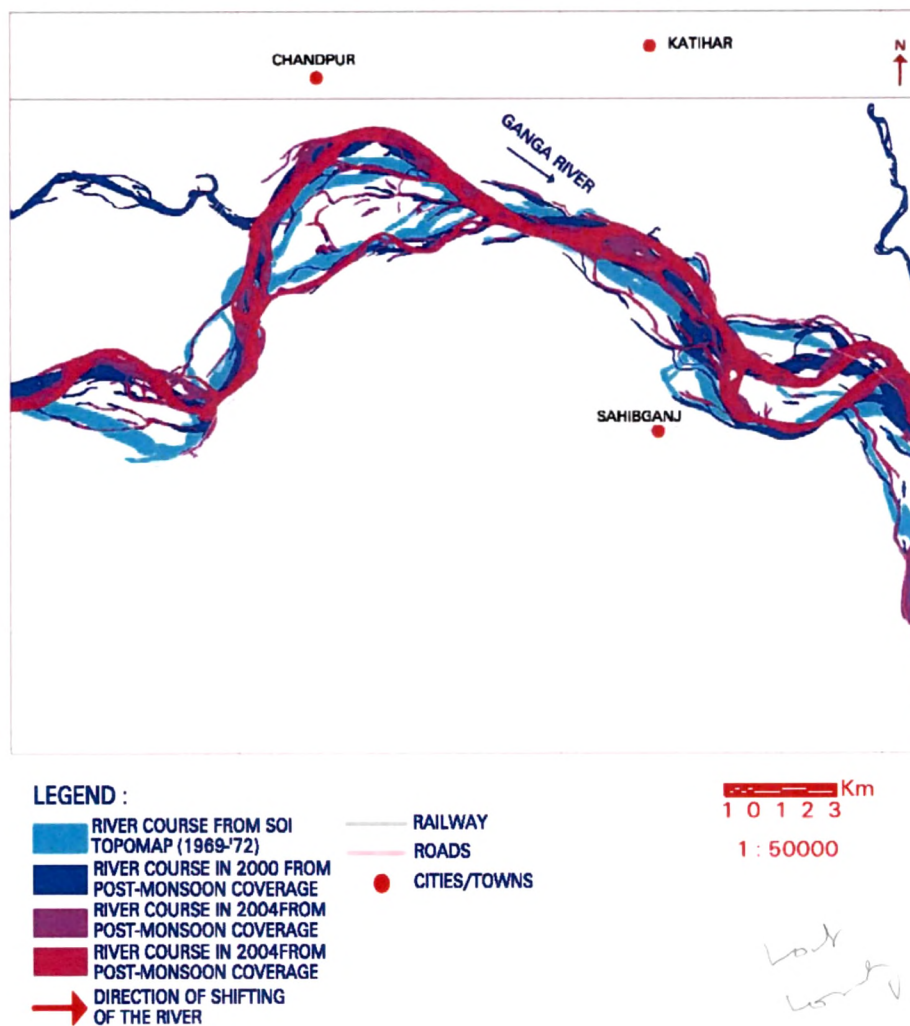 KATIHAR
CHANDPUR
N
GANGA RIVER
SAHIBGANJ
LEGEND :
RIVER COURSE FROM SOI
TOPOMAP (1969-'72)
RIVER COURSE IN 2000 FROM
POST-MONSOON COVERAGE
RIVER COURSE IN 2004FROM
POST-MONSOON COVERAGE
RIVER COURSE IN 2004FROM
POST-MONSOON COVERAGE
DIRECTION OF SHIFTING
OF THE RIVER
RAILWAY
ROADS
CITIES/TOWNS
Km
1 0 1 2 3
1 : 50000